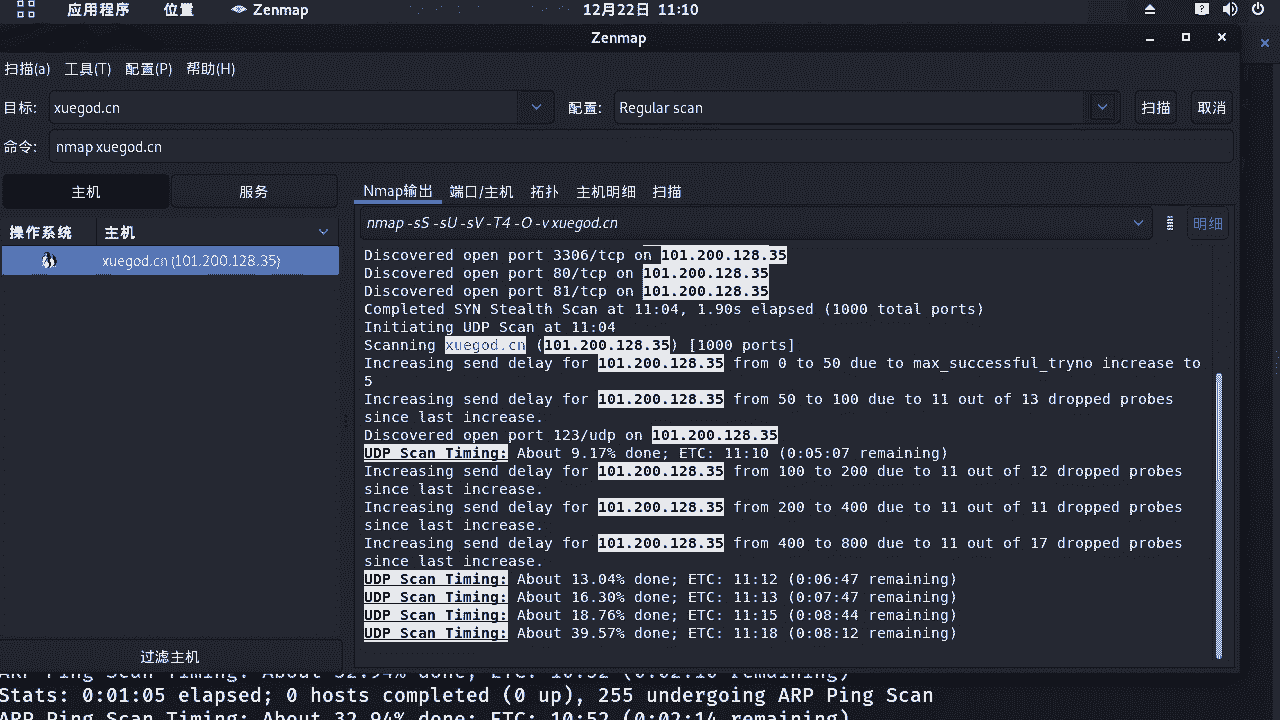 应用程序 位置 Zenmap 12月22日 11:10
Zenmap
扫描(a) 工具(T) 配置(P) 帮助(H)
目标: xuegod.cn 配置: Regular scan 扫描 取消
命令: nmap xuegod.cn
主机 服务 Nmap输出 端口/主机 拓扑 主机明细 扫描
操作系统 主机 nmap -sS -sU -sV -T4 -O -v xuegod.cn 明细
xuegod.cn (101.200.128.35)
Discovered open port 3306/tcp on 101.200.128.35
Discovered open port 80/tcp on 101.200.128.35
Discovered open port 81/tcp on 101.200.128.35
Completed SYN Stealth Scan at 11:04, 1.90s elapsed (1000 total ports)
Initiating UDP Scan at 11:04
Scanning xuegod.cn (101.200.128.35) [1000 ports]
Increasing send delay for 101.200.128.35 from 0 to 50 due to max_successful_tryno increase to
5
Increasing send delay for 101.200.128.35 from 50 to 100 due to 11 out of 13 dropped probes
since last increase.
Discovered open port 123/udp on 101.200.128.35
UDP Scan Timing: About 9.17% done; ETC: 11:10 (0:05:07 remaining)
Increasing send delay for 101.200.128.35 from 100 to 200 due to 11 out of 12 dropped probes
since last increase.
Increasing send delay for 101.200.128.35 from 200 to 400 due to 11 out of 11 dropped probes
since last increase.
Increasing send delay for 101.200.128.35 from 400 to 800 due to 11 out of 17 dropped probes
since last increase.
UDP Scan Timing: About 13.04% done; ETC: 11:12 (0:06:47 remaining)
UDP Scan Timing: About 16.30% done; ETC: 11:13 (0:07:47 remaining)
UDP Scan Timing: About 18.76% done; ETC: 11:15 (0:08:44 remaining)
UDP Scan Timing: About 39.57% done; ETC: 11:18 (0:08:12 remaining)
过滤主机
ARP Ping Scan Timing: About 32.94% done; ETC: 10:52 (0:02:10 remaining)
Stats: 0:01:05 elapsed; 0 hosts completed (0 up), 255 undergoing ARP Ping Scan
ARP Ping Scan Timing: About 32.94% done; ETC: 10:52 (0:02:14 remaining)